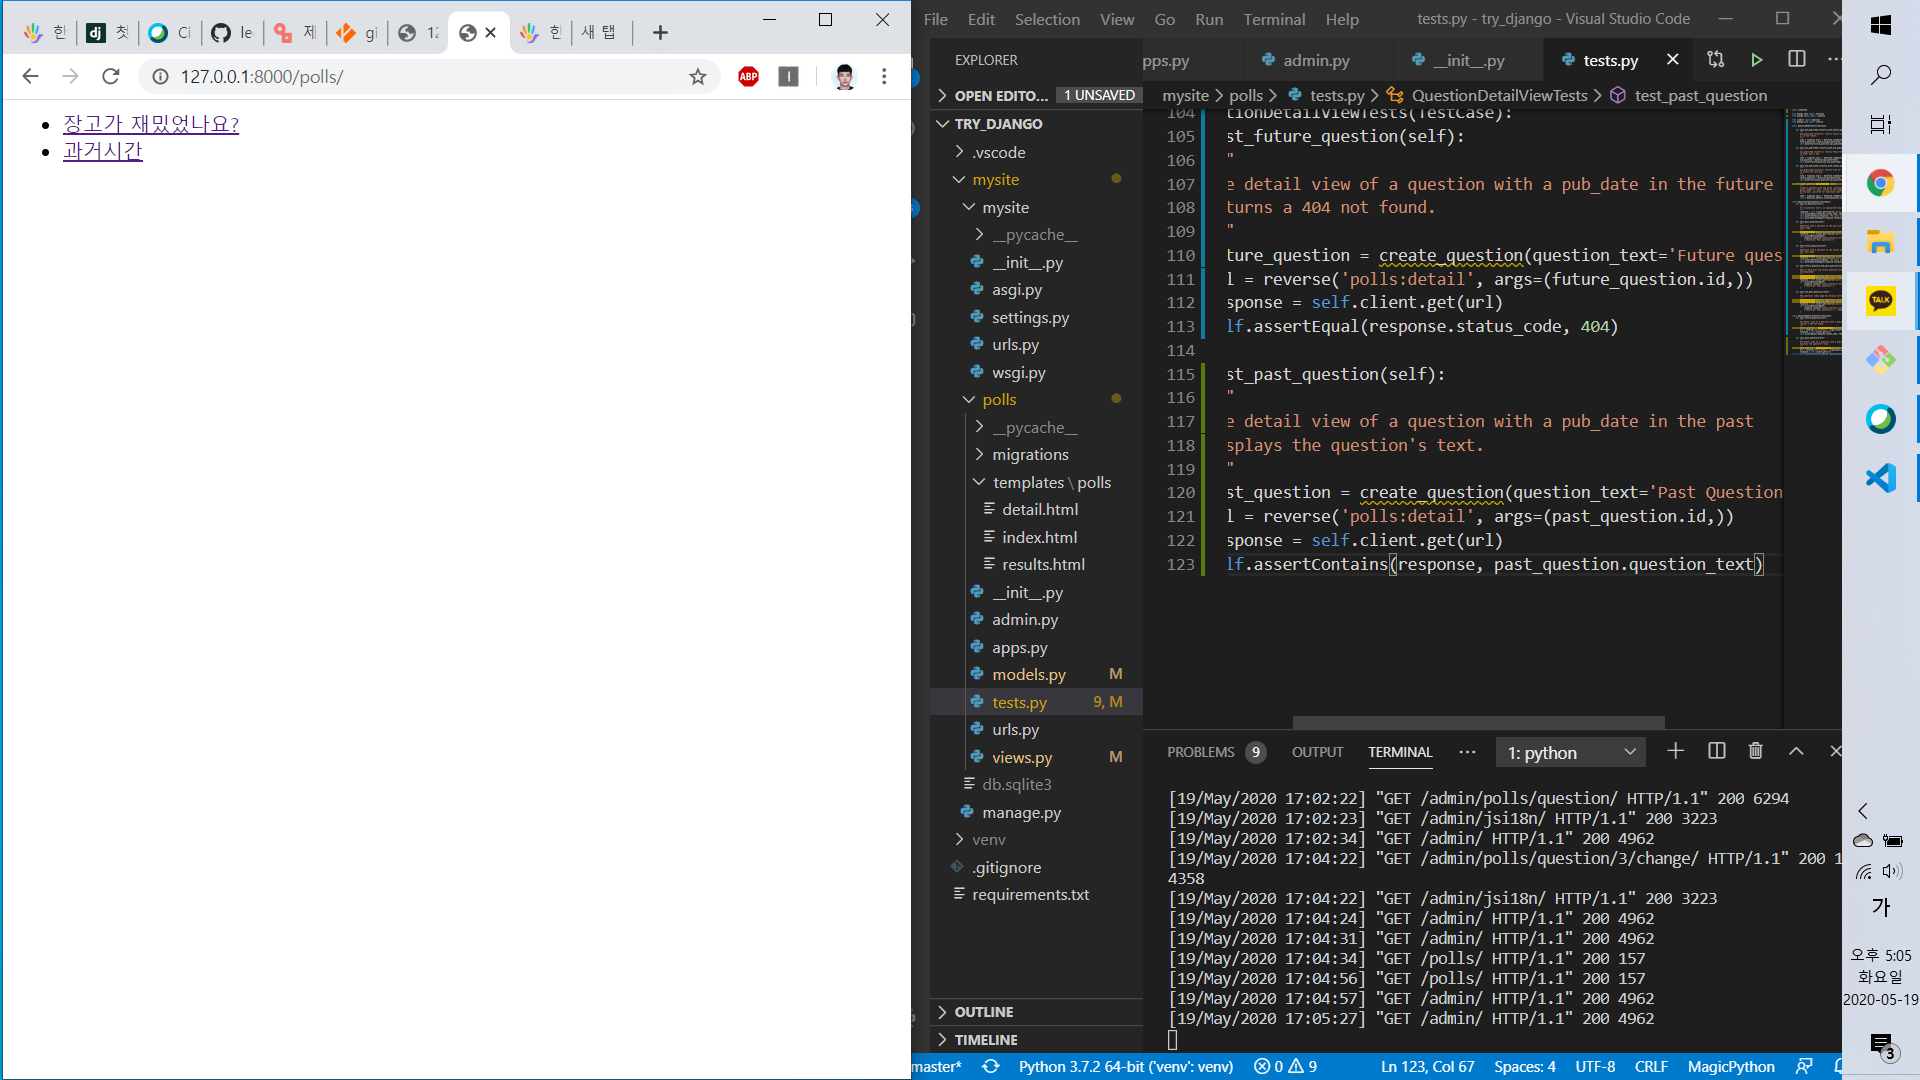 한
첫
Ci
le
제
gi
12
한
새 탭
127.0.0.1:8000/polls/
ABP
장고가 재밌었나요?
과거시간
File Edit Selection View Go Run Terminal Help
tests.py - try_django - Visual Studio Code
EXPLORER
OPEN EDITO... 1 UNSAVED
TRY_DJANGO
.vscode
mysite
mysite
__pycache__
__init__.py
asgi.py
settings.py
urls.py
wsgi.py
polls
__pycache__
migrations
templates \ polls
detail.html
index.html
results.html
__init__.py
admin.py
apps.py
models.py M
tests.py 9, M
urls.py
views.py M
db.sqlite3
manage.py
venv
.gitignore
requirements.txt
OUTLINE
TIMELINE
pps.py admin.py __init__.py tests.py
mysite > polls > tests.py > QuestionDetailViewTests > test_past_question
104 tionDetailViewTests(TestCase):
105 st_future_question(self):
106 "
107 e detail view of a question with a pub_date in the future
108 turns a 404 not found.
109 "
110 ture_question = create_question(question_text='Future ques
111 l = reverse('polls:detail', args=(future_question.id,))
112 sponse = self.client.get(url)
113 lf.assertEqual(response.status_code, 404)
114
115 st_past_question(self):
116 "
117 e detail view of a question with a pub_date in the past
118 splays the question's text.
119 "
120 st_question = create_question(question_text='Past Question
121 l = reverse('polls:detail', args=(past_question.id,))
122 sponse = self.client.get(url)
123 lf.assertContains(response, past_question.question_text)
PROBLEMS 9 OUTPUT TERMINAL ... 1: python
[19/May/2020 17:02:22] "GET /admin/polls/question/ HTTP/1.1" 200 6294
[19/May/2020 17:02:23] "GET /admin/jsi18n/ HTTP/1.1" 200 3223
[19/May/2020 17:02:34] "GET /admin/ HTTP/1.1" 200 4962
[19/May/2020 17:04:22] "GET /admin/polls/question/3/change/ HTTP/1.1" 200 1
4358
[19/May/2020 17:04:22] "GET /admin/jsi18n/ HTTP/1.1" 200 3223
[19/May/2020 17:04:24] "GET /admin/ HTTP/1.1" 200 4962
[19/May/2020 17:04:31] "GET /admin/ HTTP/1.1" 200 4962
[19/May/2020 17:04:34] "GET /polls/ HTTP/1.1" 200 157
[19/May/2020 17:04:56] "GET /polls/ HTTP/1.1" 200 157
[19/May/2020 17:04:57] "GET /admin/ HTTP/1.1" 200 4962
[19/May/2020 17:05:27] "GET /admin/ HTTP/1.1" 200 4962
master* Python 3.7.2 64-bit ('venv': venv) 0 9 Ln 123, Col 67 Spaces: 4 UTF-8 CRLF MagicPython
TALK
가
오후 5:05
화요일
2020-05-19
3